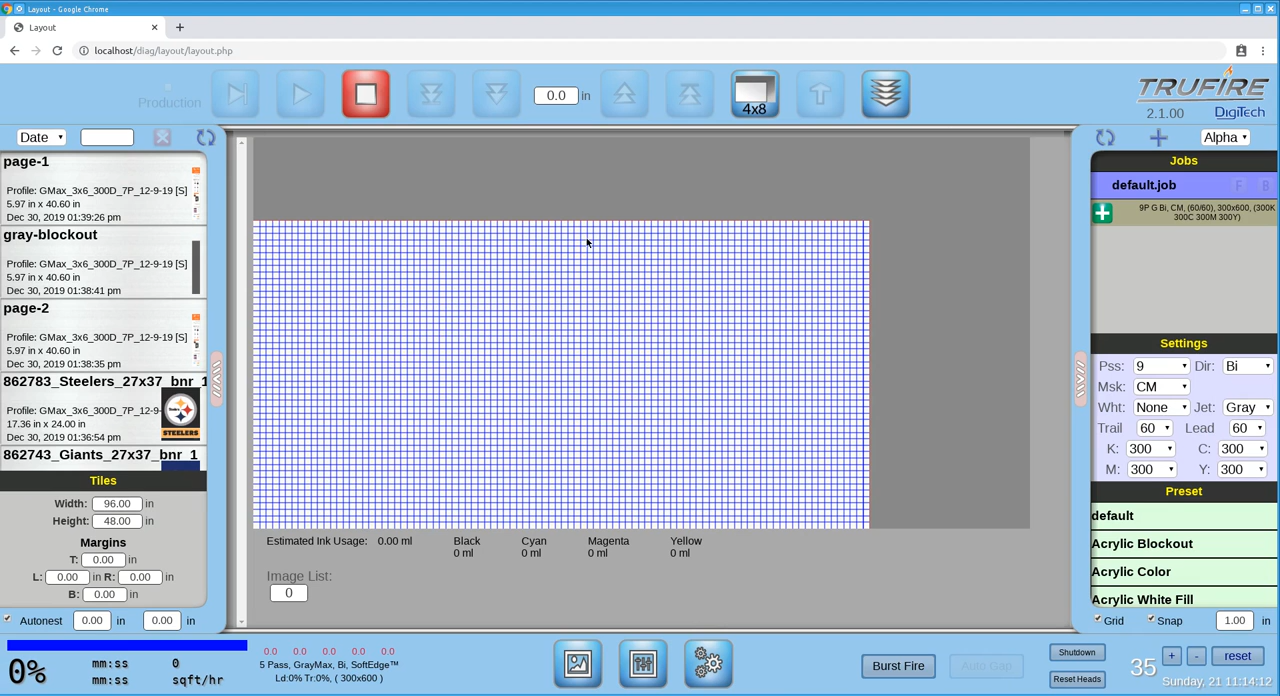 Layout - Google Chrome
Layout
localhost/diag/layout/layout.php
Production
0.0 in
4x8
TRUFIRE
2.1.00 DigiTech
Date
page-1
Profile: GMax_3x6_300D_7P_12-9-19 [S]
5.97 in x 40.60 in
Dec 30, 2019 01:39:26 pm
gray-blockout
Profile: GMax_3x6_300D_7P_12-9-19 [S]
5.97 in x 40.60 in
Dec 30, 2019 01:38:41 pm
page-2
Profile: GMax_3x6_300D_7P_12-9-19 [S]
5.97 in x 40.60 in
Dec 30, 2019 01:38:35 pm
862783_Steelers_27x37_bnr_1
Profile: GMax_3x6_300D_7P_12-9-
17.36 in x 24.00 in
Dec 30, 2019 01:36:54 pm
STEELERS
862743_Giants_27x37_bnr_1
Tiles
Width: 96.00 in
Height: 48.00 in
Margins
T: 0.00 in
L: 0.00 in R: 0.00 in
B: 0.00 in
Autonest 0.00 in 0.00 in
Estimated Ink Usage: 0.00 ml Black Cyan Magenta Yellow
0 ml 0 ml 0 ml 0 ml
Image List:
0
Alpha
Jobs
default.job F B
9P G Bi, CM, (60/60), 300x600, (300K
300C 300M 300Y)
Settings
Pss: 9 Dir: Bi
Msk: CM
Wht: None Jet: Gray
Trail 60 Lead 60
K: 300 C: 300
M: 300 Y: 300
Preset
default
Acrylic Blockout
Acrylic Color
Acrylic White Fill
Grid Snap 1.00 in
0% mm:ss 0
mm:ss sqft/hr
0.0 0.0 0.0 0.0 0.0
5 Pass, GrayMax, Bi, SoftEdge™
Ld:0% Tr:0%, ( 300x600 )
Burst Fire
Auto Gap
Shutdown
Reset Heads
35 + - reset
Sunday, 21 11:14:12